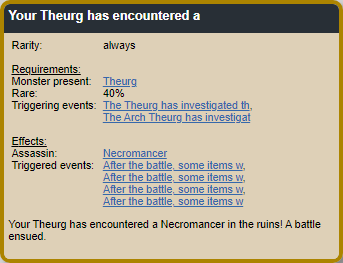 Your Theurg has encountered a
Rarity: always
Requirements:
Monster present: Theurg
Rare: 40%
Triggering events: The Theurg has investigated th,
The Arch Theurg has investigat
Effects:
Assassin: Necromancer
Triggered events: After the battle, some items w,
After the battle, some items w,
After the battle, some items w,
After the battle, some items w
Your Theurg has encountered a Necromancer in the ruins! A battle
ensued.